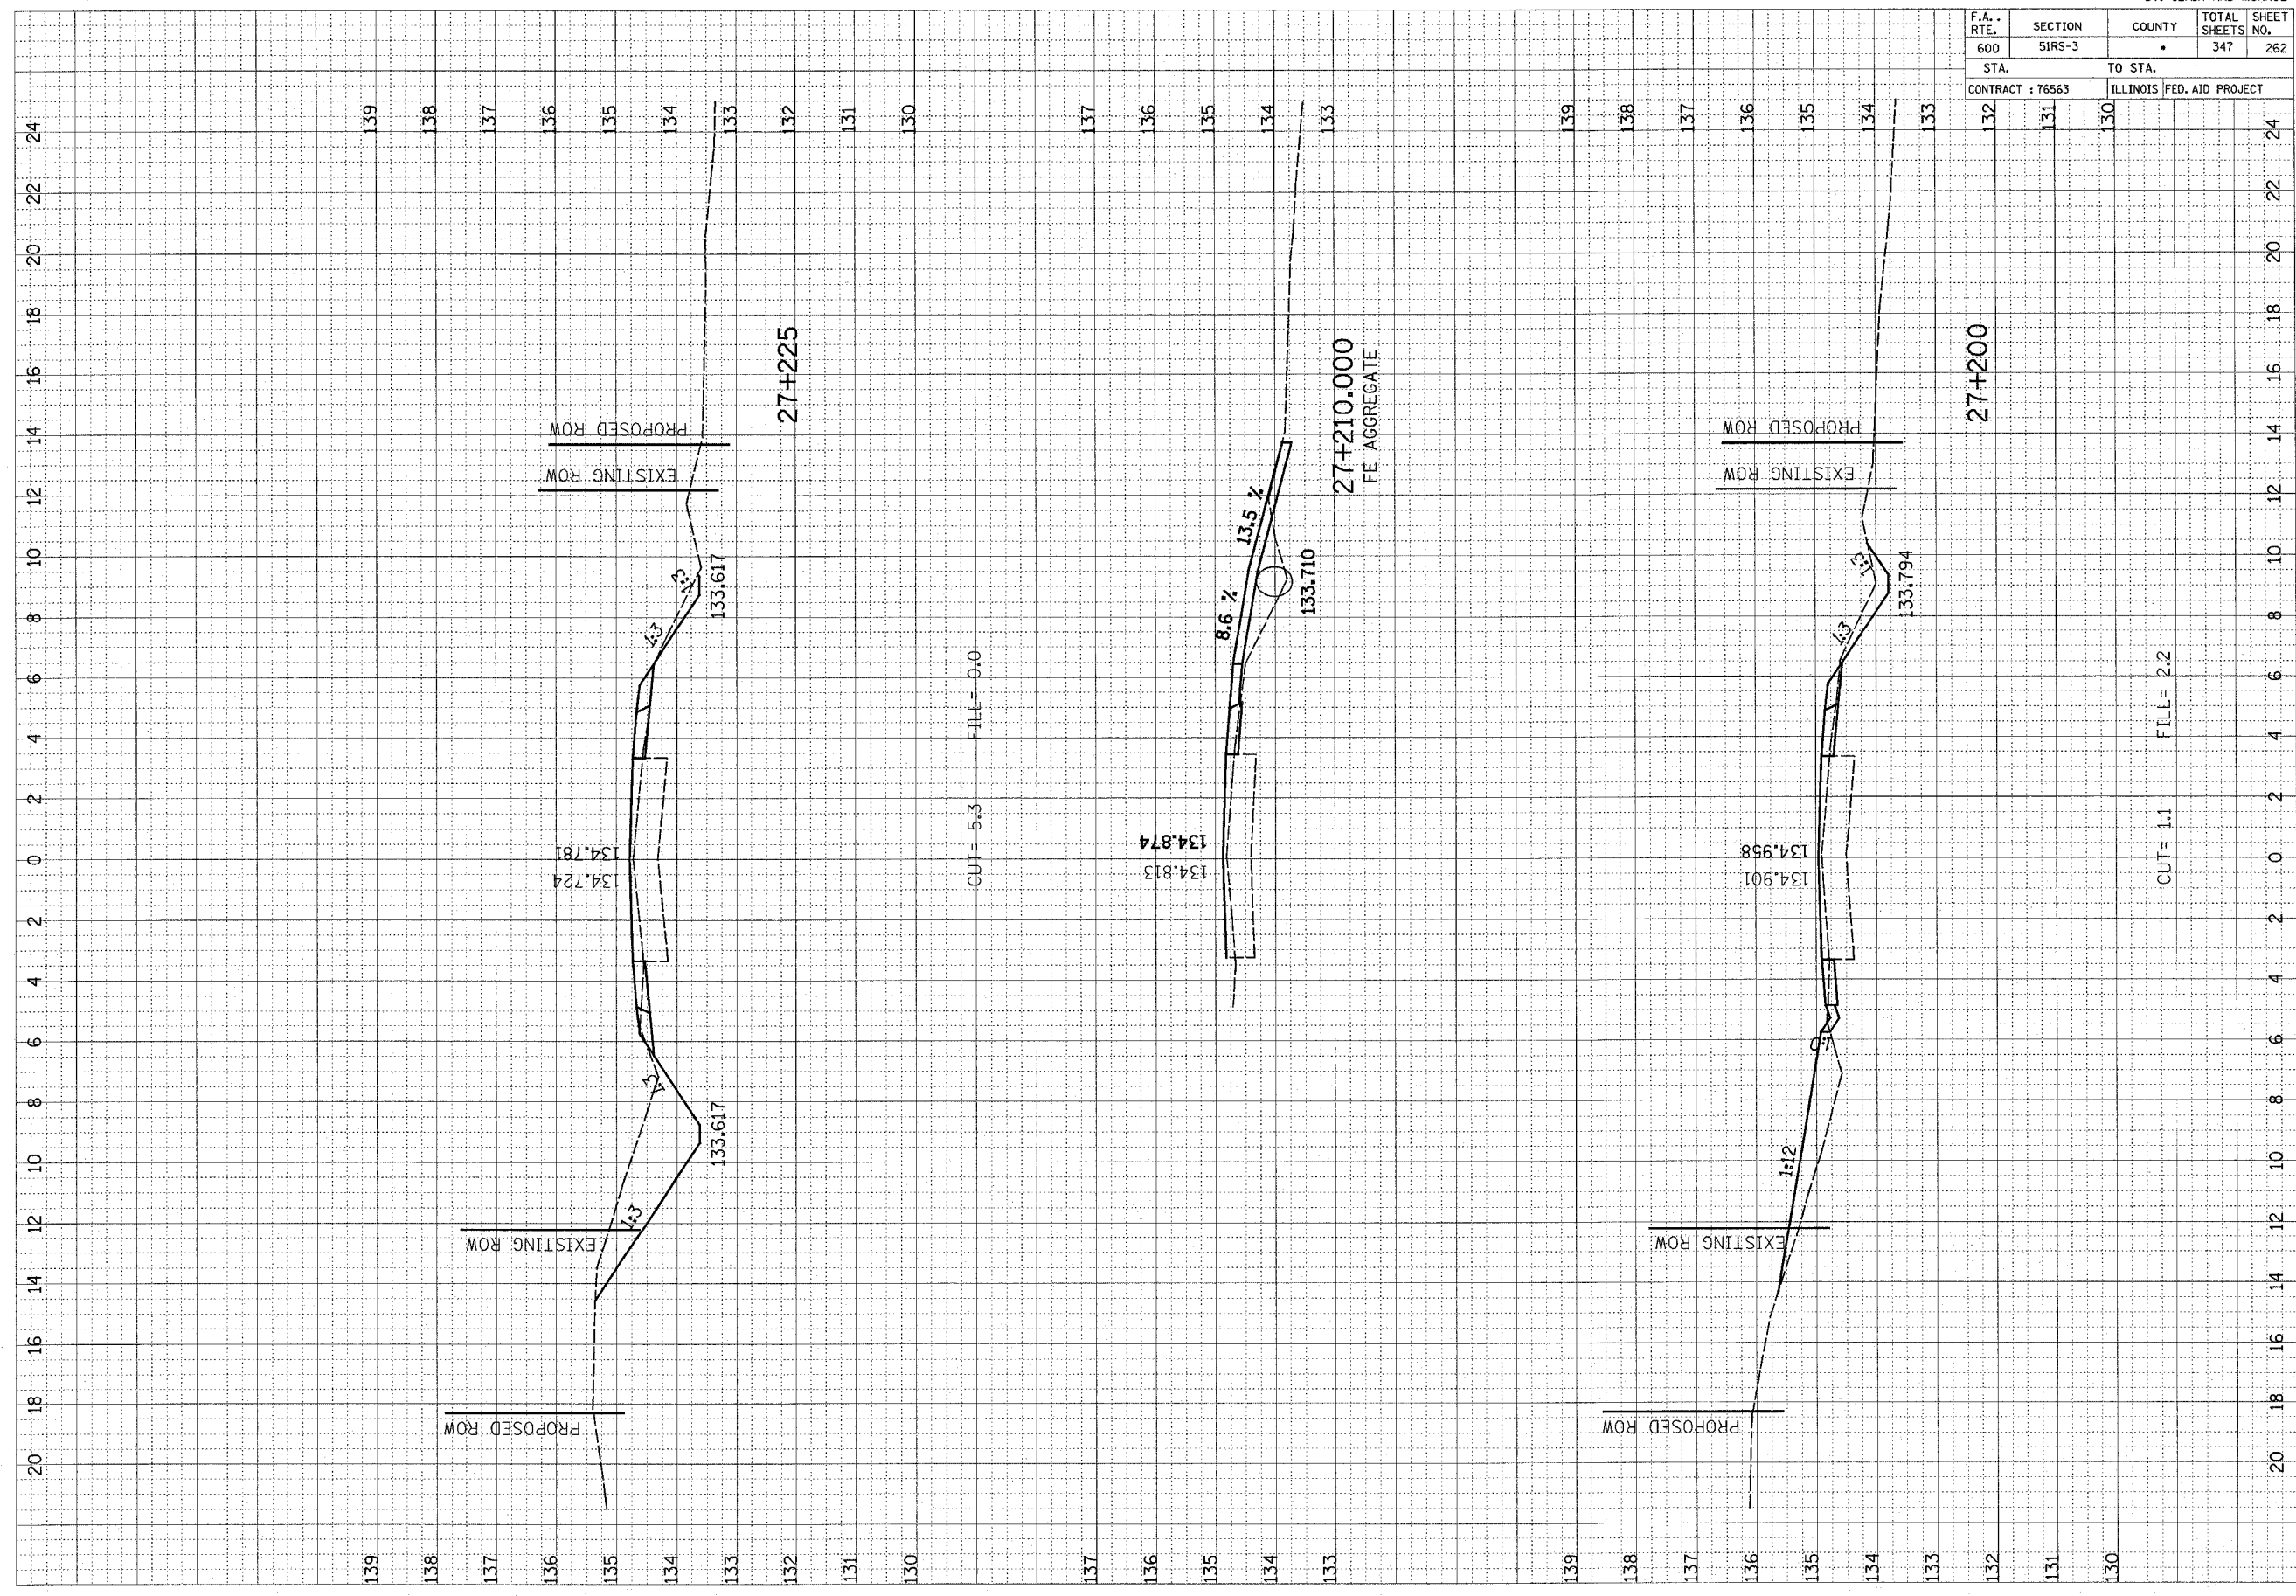 F.A.. RTE.
SECTION
COUNTY
TOTAL SHEETS
SHEET NO.
600
51RS-3
*
347
262
STA.
TO STA.
CONTRACT : 76563
ILLINOIS
FED. AID PROJECT
139 138 137 136 135 134 133 132 131 130
137 136 135 134 133
139 138 137 136 135 134 133 132 131 130
24 22 20 18 16 14 12 10 8 6 4 2 0 2 4 6 8 10 12 14 16 18 20
27+225
PROPOSED ROW
EXISTING ROW
1:3
1:3
133.617
134.781
134.724
1:3
133.617
1:3
EXISTING ROW
PROPOSED ROW
CUT= 5.3 FILL= 0.0
27+210.000
FE AGGREGATE
13.5 %
8.6 %
133.710
134.874
134.813
27+200
PROPOSED ROW
EXISTING ROW
1:3
1:3
133.794
134.958
134.901
1:12
EXISTING ROW
PROPOSED ROW
CUT= 1.1 FILL= 2.2
24 22 20 18 16 14 12 10 8 6 4 2 0 2 4 6 8 10 12 14 16 18 20
139 138 137 136 135 134 133 132 131 130
137 136 135 134 133
139 138 137 136 135 134 133 132 131 130